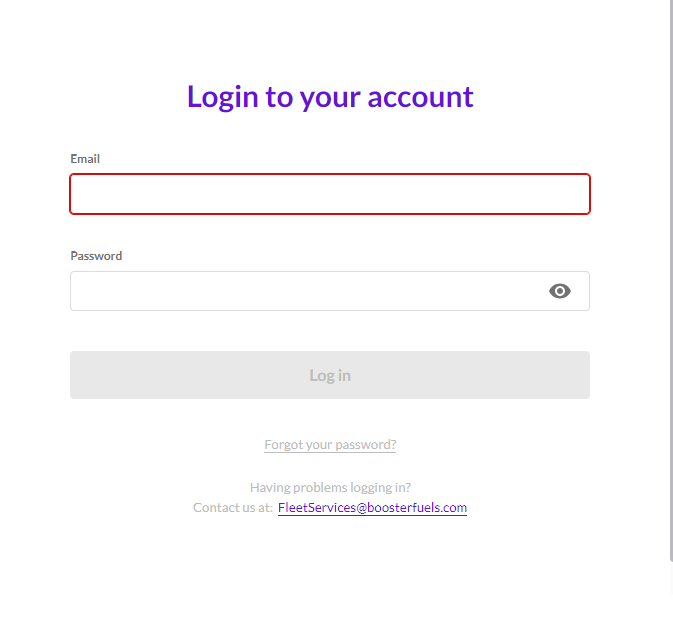 Login to your account
Email
Password
Log in
Forgot your password?
Having problems logging in?
Contact us at: FleetServices@boosterfuels.com